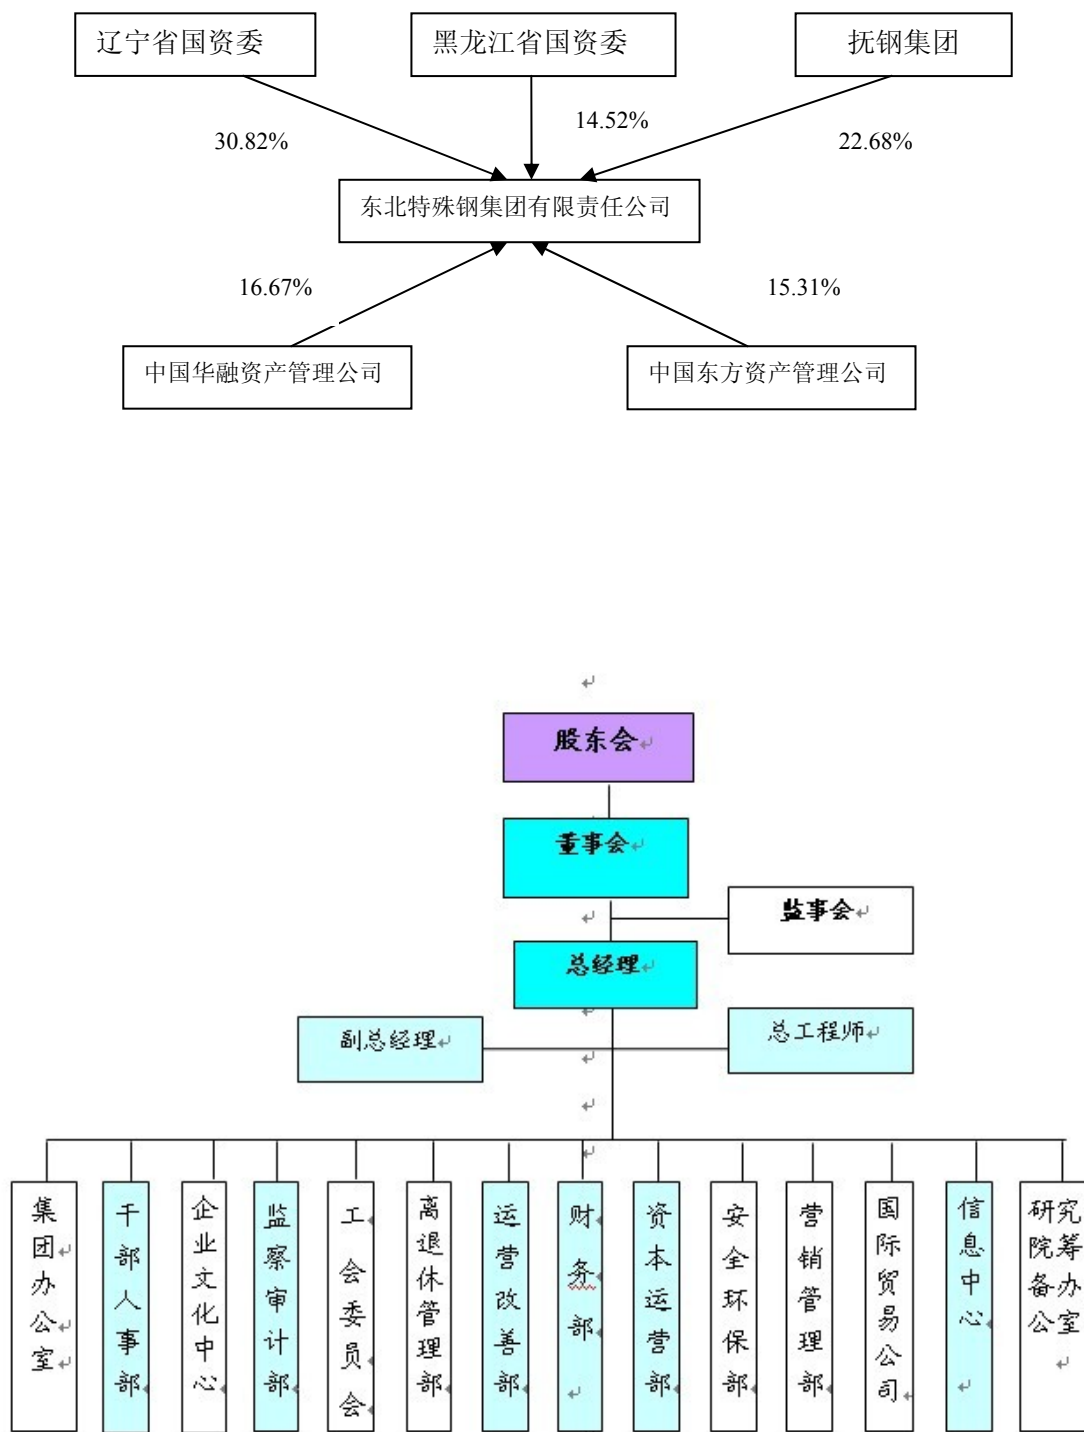 辽宁省国资委
黑龙江省国资委
抚钢集团
30.82%
14.52%
22.68%
东北特殊钢集团有限责任公司
16.67%
15.31%
中国华融资产管理公司
中国东方资产管理公司
股东会
董事会
监事会
总经理
副总经理
总工程师
集团办公室
干部人事部
企业文化中心
监察审计部
工会委员会
离退休管理部
运营改善部
财务部
资本运营部
安全环保部
营销管理部
国际贸易公司
信息中心
研究院筹备办公室